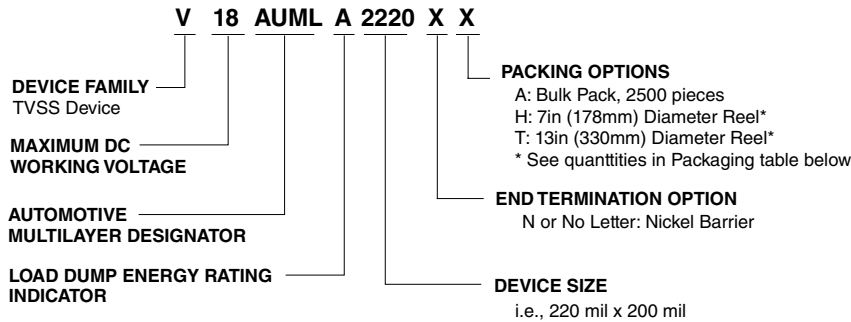 V 18 AUML A 2220 X X
DEVICE FAMILY
TVSS Device
MAXIMUM DC
WORKING VOLTAGE
AUTOMOTIVE
MULTILAYER DESIGNATOR
LOAD DUMP ENERGY RATING
INDICATOR
PACKING OPTIONS
A: Bulk Pack, 2500 pieces
H: 7in (178mm) Diameter Reel*
T: 13in (330mm) Diameter Reel*
* See quanttities in Packaging table below
END TERMINATION OPTION
N or No Letter: Nickel Barrier
DEVICE SIZE
i.e., 220 mil x 200 mil